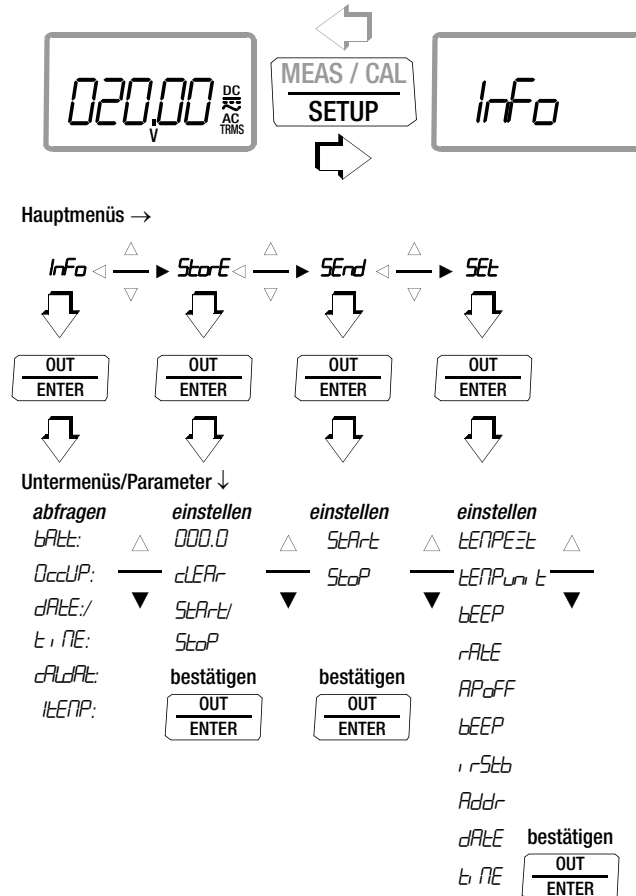 020.00 V DC AC TRMS
MEAS / CAL
SETUP
InFo
Hauptmenüs →
InFo StorE SEnd SEt
OUT OUT OUT OUT
ENTER ENTER ENTER ENTER
Untermenüs/Parameter ↓
abfragen einstellen einstellen einstellen
bAtt: 000.0 StArt
OccUP: cLEAr StoP tEMPunit
dAtE:/ StArt/ bEEP
tiME: StoP rAtE
cALdAt: APoFF
ItEMP: bestätigen bestätigen bEEP
OUT OUT irStb
ENTER ENTER Addr
dAtE bestätigen
tiME OUT
ENTER